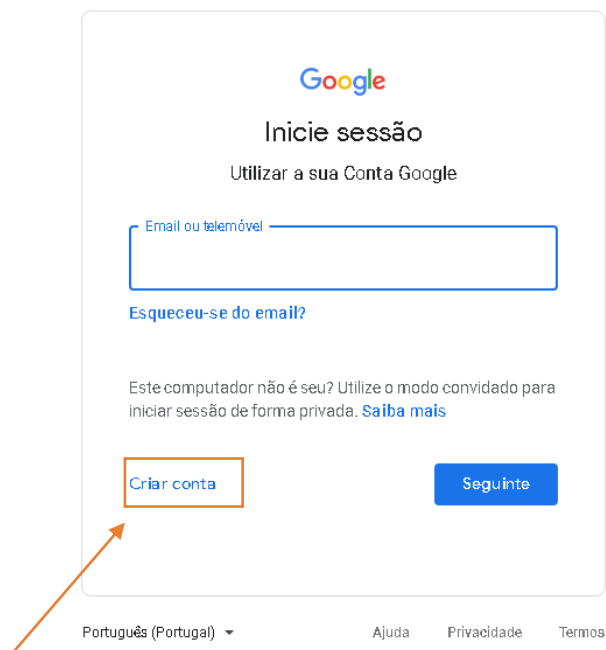 Google
Inicie sessão
Utilizar a sua Conta Google
Email ou telemóvel
Esqueceu-se do email?
Este computador não é seu? Utilize o modo convidado para
iniciar sessão de forma privada. Saiba mais
Criar conta
Seguinte
Português (Portugal)
Ajuda
Privacidade
Termos